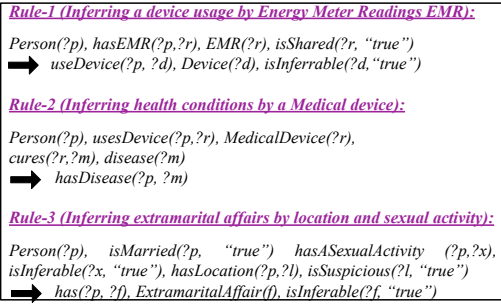 Rule-1 (Inferring a device usage by Energy Meter Readings EMR):
Person(?p), hasEMR(?p,?r), EMR(?r), isShared(?r, “true”)
useDevice(?p, ?d), Device(?d), isInferrable(?d,“true”)
Rule-2 (Inferring health conditions by a Medical device):
Person(?p), usesDevice(?p,?r), MedicalDevice(?r),
cures(?r,?m), disease(?m)
hasDisease(?p, ?m)
Rule-3 (Inferring extramarital affairs by location and sexual activity):
Person(?p), isMarried(?p, “true”) hasASexualActivity (?p,?x),
isInferable(?x, “true”), hasLocation(?p,?l), isSuspicious(?l, “true”)
has(?p, ?f), ExtramaritalAffair(f), isInferable(?f, “true”)